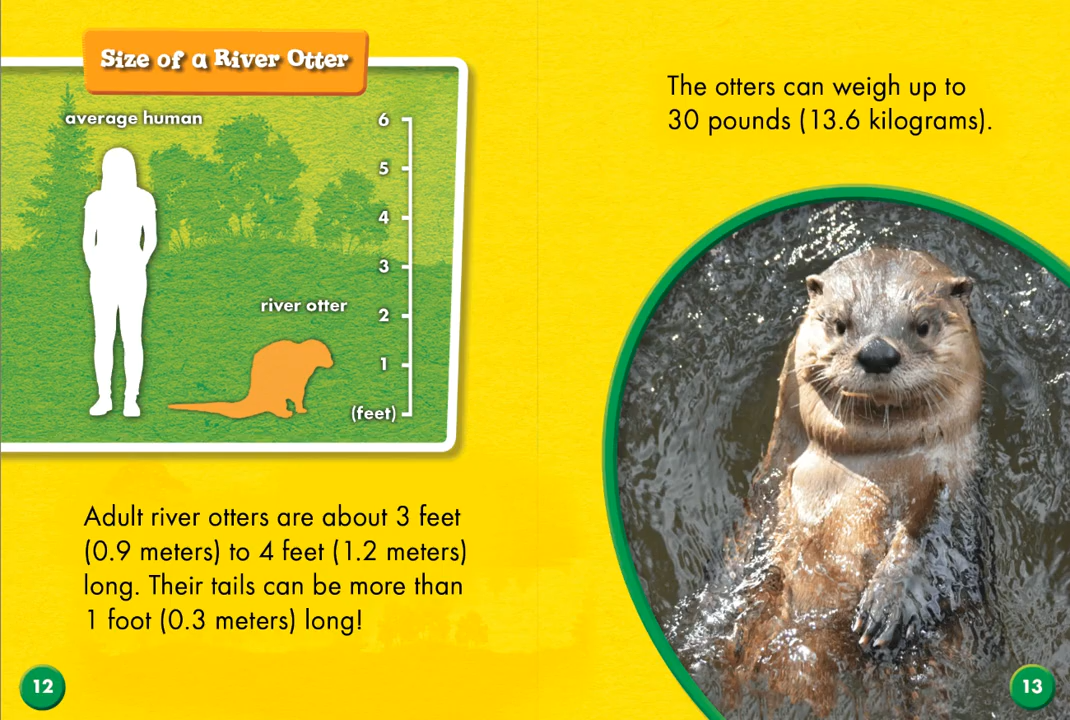 Size of a River Otter
average human
6
5
4
3
river otter
2
1
(feet)
Adult river otters are about 3 feet
(0.9 meters) to 4 feet (1.2 meters)
long. Their tails can be more than
1 foot (0.3 meters) long!
12
The otters can weigh up to
30 pounds (13.6 kilograms).
13